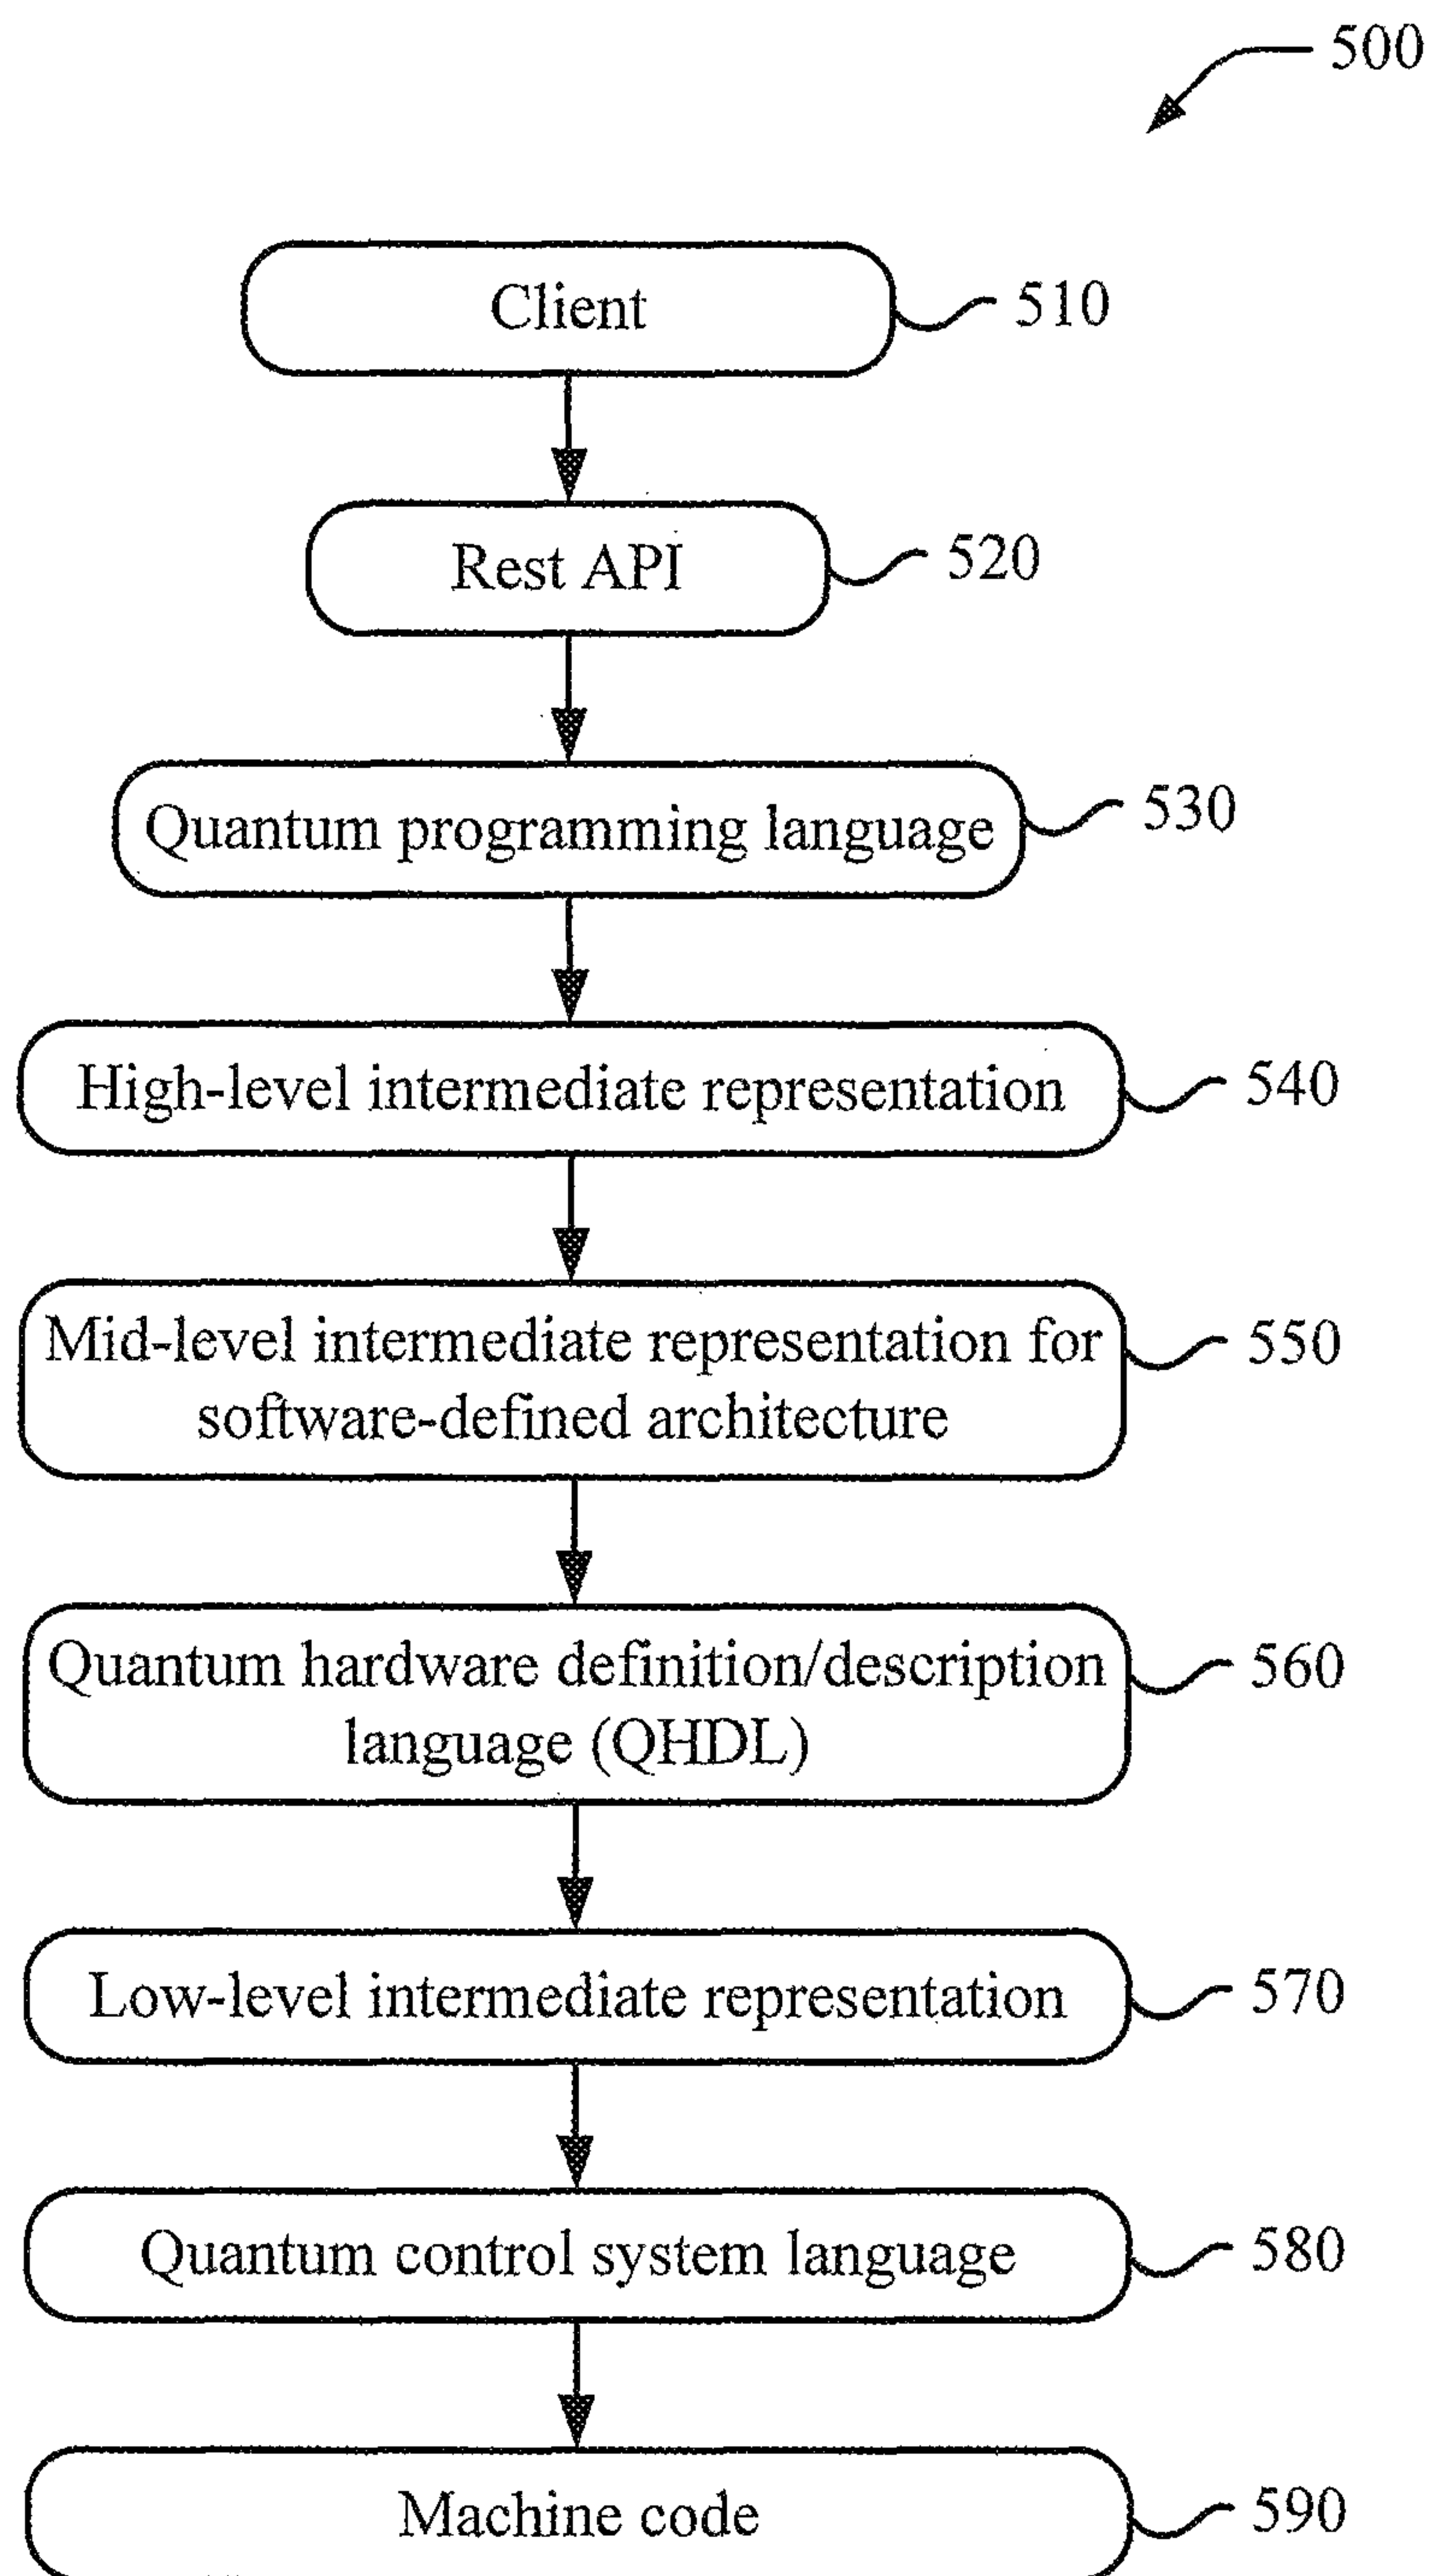 500
Client
510
Rest API
520
Quantum programming language
530
High-level intermediate representation
540
Mid-level intermediate representation for
software-defined architecture
550
Quantum hardware definition/description
language (QHDL)
560
Low-level intermediate representation
570
Quantum control system language
580
Machine code
590